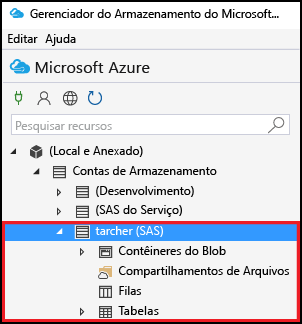 Gerenciador do Armazenamento do Microsoft...
Editar Ajuda
Microsoft Azure
Pesquisar recursos
(Local e Anexado)
Contas de Armazenamento
(Desenvolvimento)
(SAS do Serviço)
tarcher (SAS)
Contêineres do Blob
Compartilhamentos de Arquivos
Filas
Tabelas